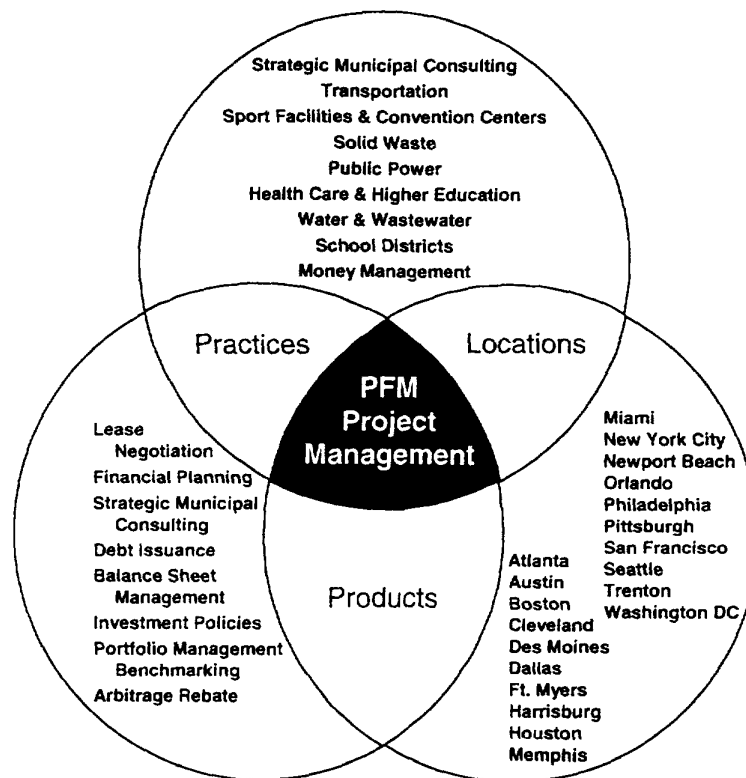 Strategic Municipal Consulting
Transportation
Sport Facilities & Convention Centers
Solid Waste
Public Power
Health Care & Higher Education
Water & Wastewater
School Districts
Money Management
Practices
Locations
PFM
Project
Management
Lease
Negotiation
Financial Planning
Strategic Municipal
Consulting
Debt Issuance
Balance Sheet
Management
Investment Policies
Portfolio Management
Benchmarking
Arbitrage Rebate
Products
Atlanta
Austin
Boston
Cleveland
Des Moines
Dallas
Ft. Myers
Harrisburg
Houston
Memphis
Miami
New York City
Newport Beach
Orlando
Philadelphia
Pittsburgh
San Francisco
Seattle
Trenton
Washington DC